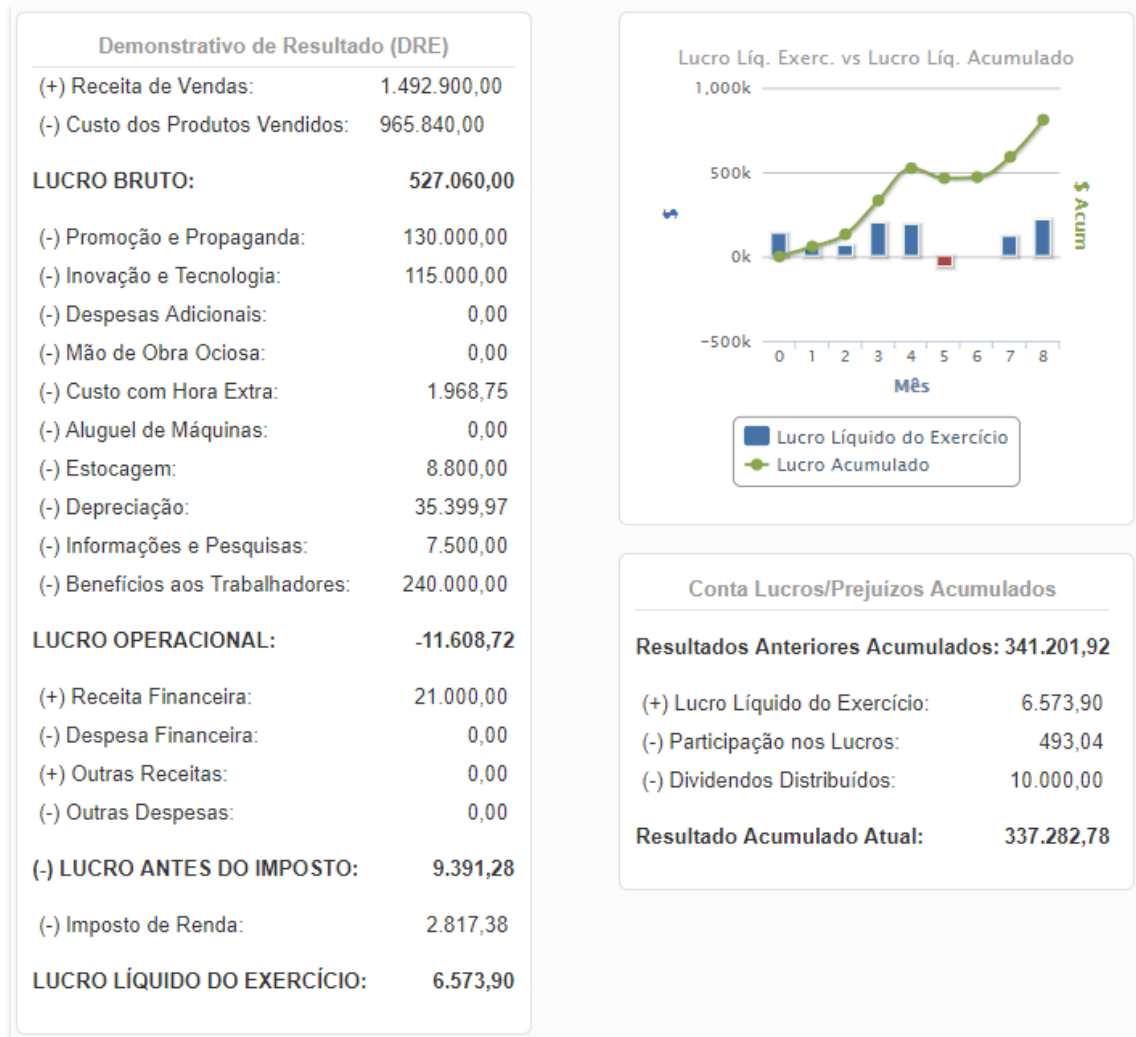 Demonstrativo de Resultado (DRE)
(+) Receita de Vendas: 1.492.900,00
(-) Custo dos Produtos Vendidos: 965.840,00
LUCRO BRUTO: 527.060,00
(-) Promoção e Propaganda: 130.000,00
(-) Inovação e Tecnologia: 115.000,00
(-) Despesas Adicionais: 0,00
(-) Mão de Obra Ociosa: 0,00
(-) Custo com Hora Extra: 1.968,75
(-) Aluguel de Máquinas: 0,00
(-) Estocagem: 8.800,00
(-) Depreciação: 35.399,97
(-) Informações e Pesquisas: 7.500,00
(-) Benefícios aos Trabalhadores: 240.000,00
LUCRO OPERACIONAL: -11.608,72
(+) Receita Financeira: 21.000,00
(-) Despesa Financeira: 0,00
(+) Outras Receitas: 0,00
(-) Outras Despesas: 0,00
(-) LUCRO ANTES DO IMPOSTO: 9.391,28
(-) Imposto de Renda: 2.817,38
LUCRO LÍQUIDO DO EXERCÍCIO: 6.573,90
Lucro Líq. Exerc. vs Lucro Líq. Acumulado
1,000k
500k
0k
-500k
$
$ Acum
0 1 2 3 4 5 6 7 8
Mês
Lucro Líquido do Exercício
Lucro Acumulado
Conta Lucros/Prejuízos Acumulados
Resultados Anteriores Acumulados: 341.201,92
(+) Lucro Líquido do Exercício: 6.573,90
(-) Participação nos Lucros: 493,04
(-) Dividendos Distribuídos: 10.000,00
Resultado Acumulado Atual: 337.282,78